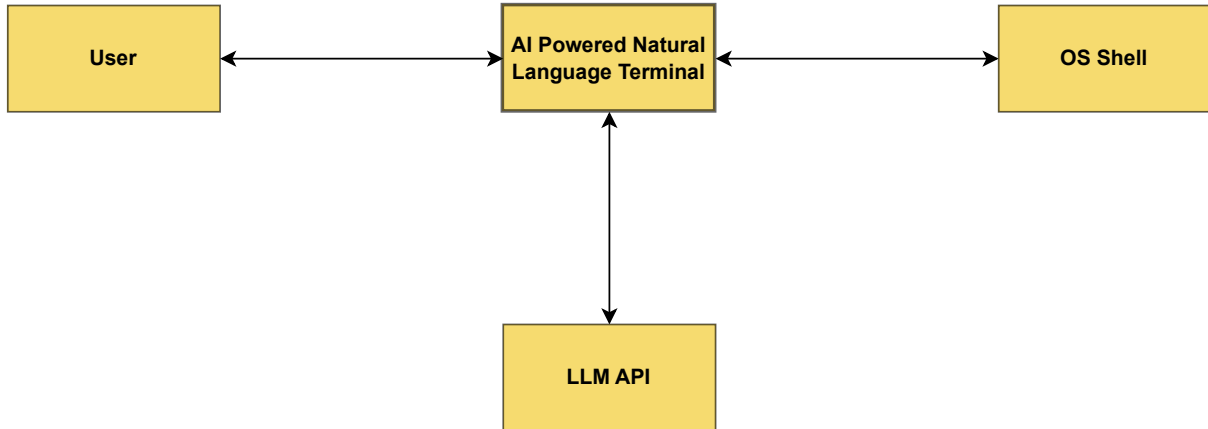 User
AI Powered Natural
Language Terminal
OS Shell
LLM API